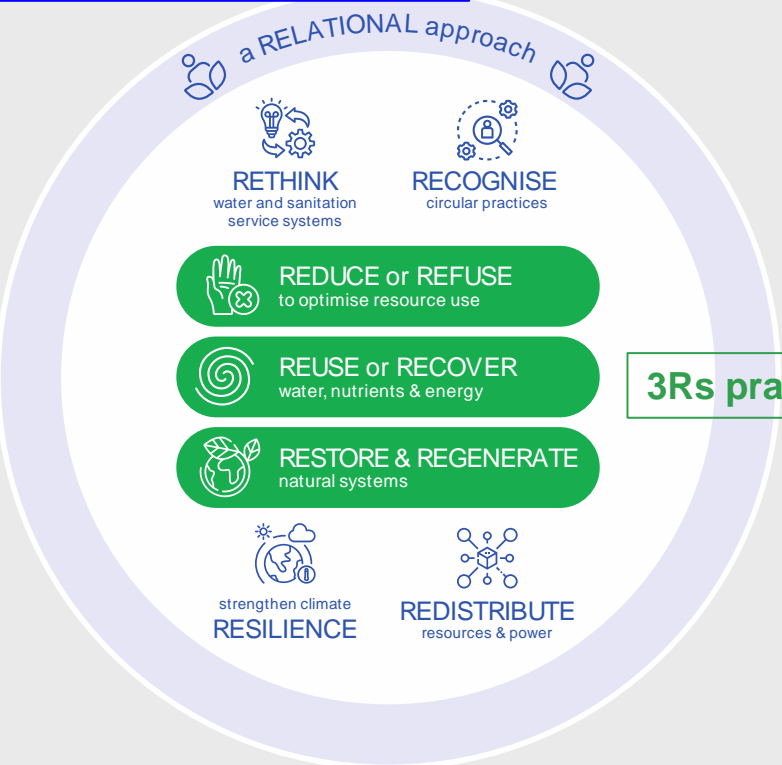 a RELATIONAL approach
RETHINK
water and sanitation
service systems
RECOGNISE
circular practices
REDUCE or REFUSE
to optimise resource use
REUSE or RECOVER
water, nutrients & energy
3Rs pra
RESTORE & REGENERATE
natural systems
strengthen climate
RESILIENCE
REDISTRIBUTE
resources & power